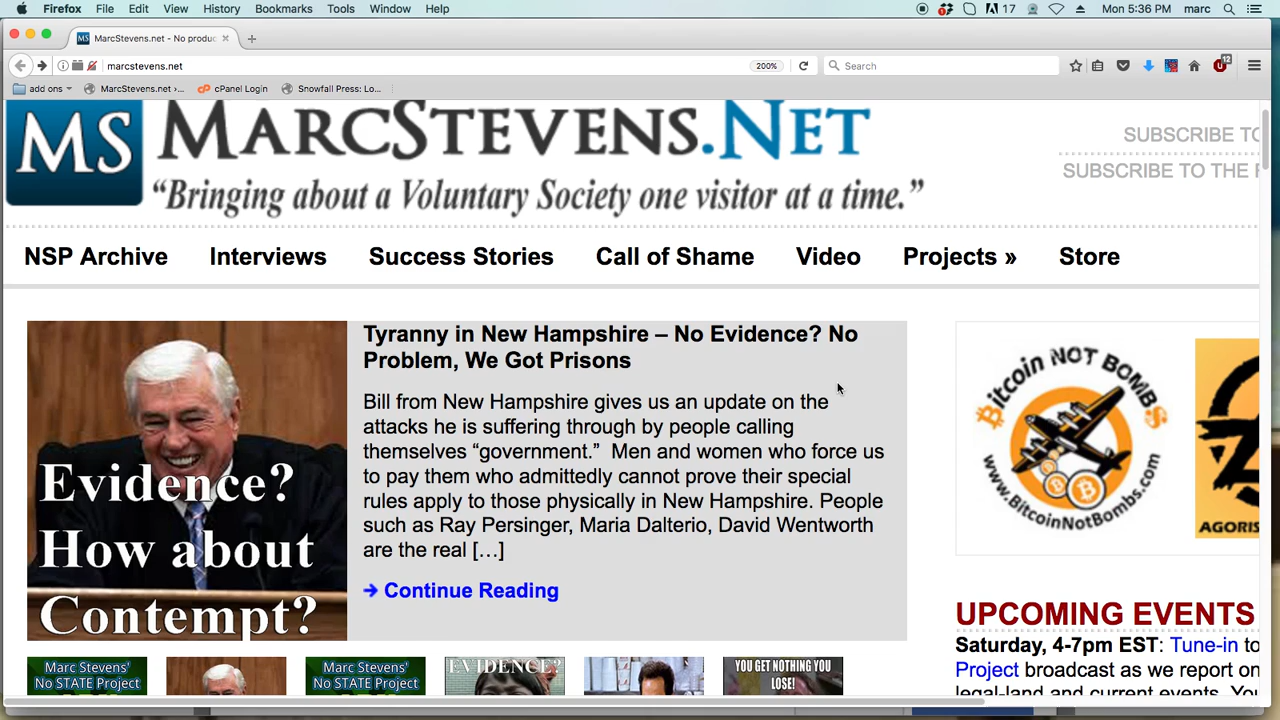 Firefox File Edit View History Bookmarks Tools Window Help 17 Mon 5:36 PM marc
MarcStevens.net - No produc
marcstevens.net 200% Search 12
add ons MarcStevens.net ›... cPanel Login Snowfall Press: Lo...
MS MARCSTEVENS.NET
SUBSCRIBE TO
SUBSCRIBE TO THE
“Bringing about a Voluntary Society one visitor at a time.”
NSP Archive Interviews Success Stories Call of Shame Video Projects » Store
Tyranny in New Hampshire – No Evidence? No
Problem, We Got Prisons
Bill from New Hampshire gives us an update on the
attacks he is suffering through by people calling
themselves “government.” Men and women who force us
to pay them who admittedly cannot prove their special
rules apply to those physically in New Hampshire. People
such as Ray Persinger, Maria Dalterio, David Wentworth
are the real […]
Continue Reading
Evidence?
How about
Contempt?
Bitcoin NOT BOMBS
www.BitcoinNotBombs.com
AGORIS
UPCOMING EVENTS
Saturday, 4-7pm EST: Tune-in to
Project broadcast as we report on
legal-land and current events. You
Marc Stevens'
No STATE Project
Marc Stevens'
No STATE Project
EVIDENCE?
YOU GET NOTHING YOU
LOSE!